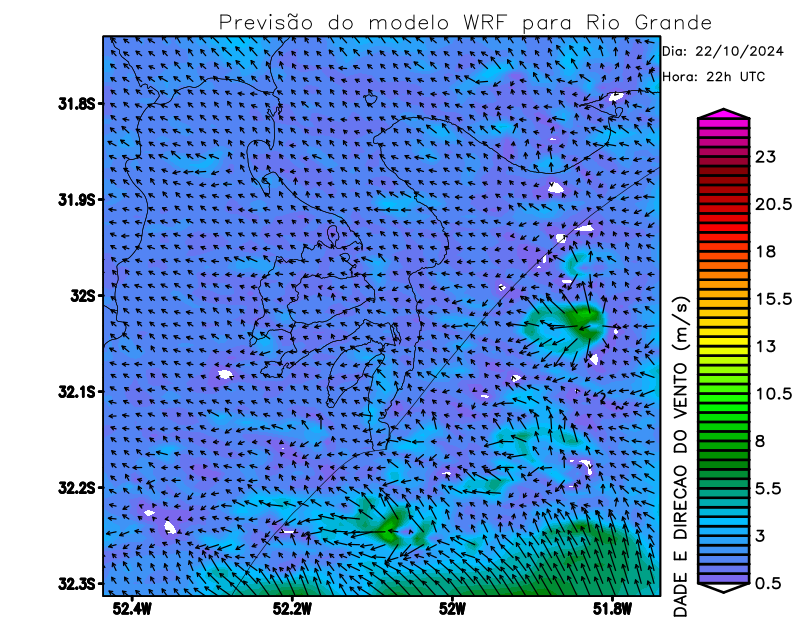 Previsão do modelo WRF para Rio Grande
Dia: 22/10/2024
Hora: 22h UTC
31.8S
31.9S
32S
32.1S
32.2S
32.3S
52.4W
52.2W
52W
51.8W
23
20.5
18
15.5
13
10.5
8
5.5
3
0.5
DADE E DIRECAO DO VENTO (m/s)